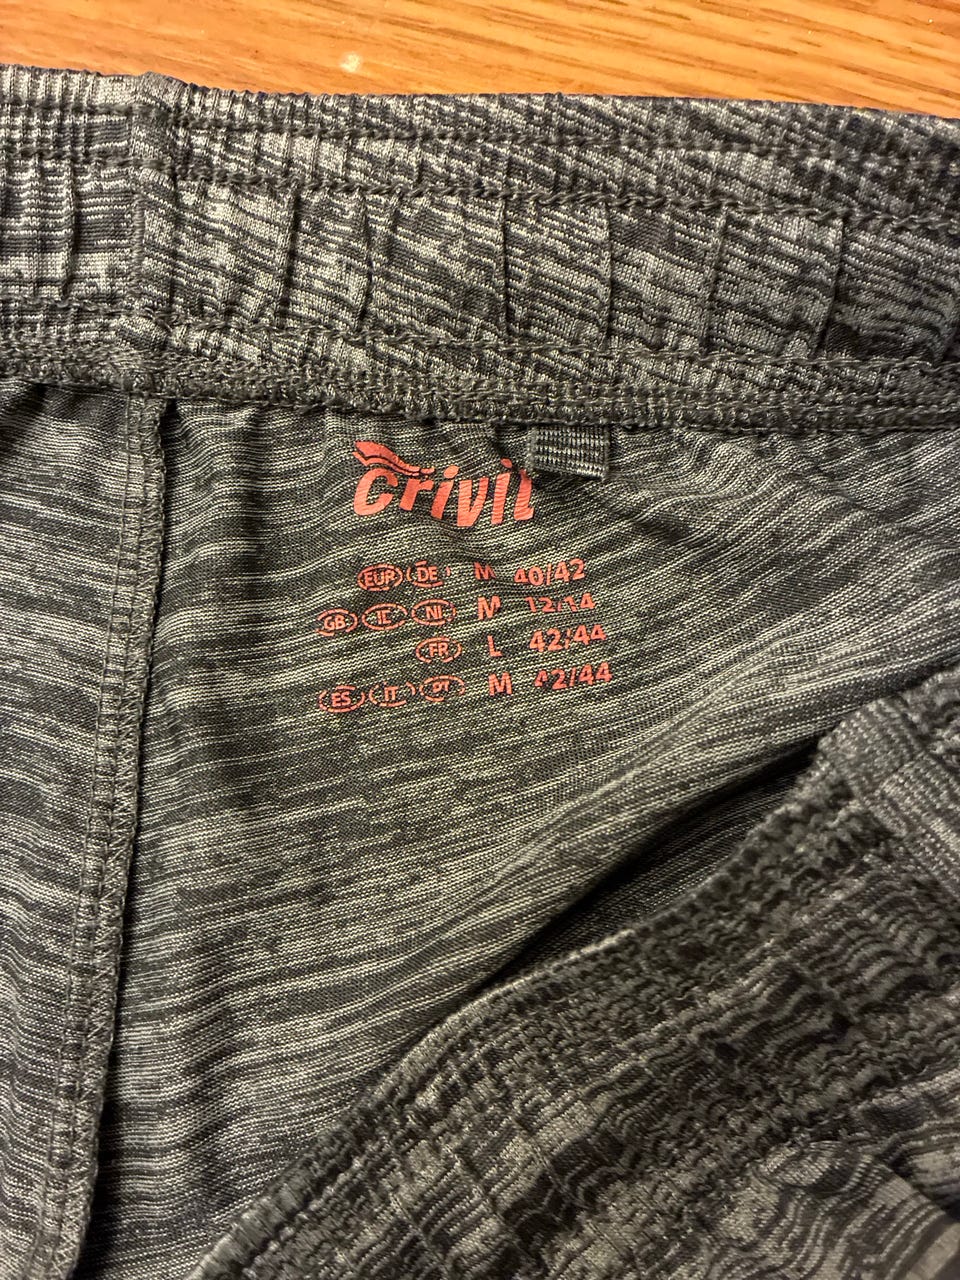 crivit
EUR DE M 40/42
GB IE NI M 12/14
FR L 42/44
ES IT PT M 42/44